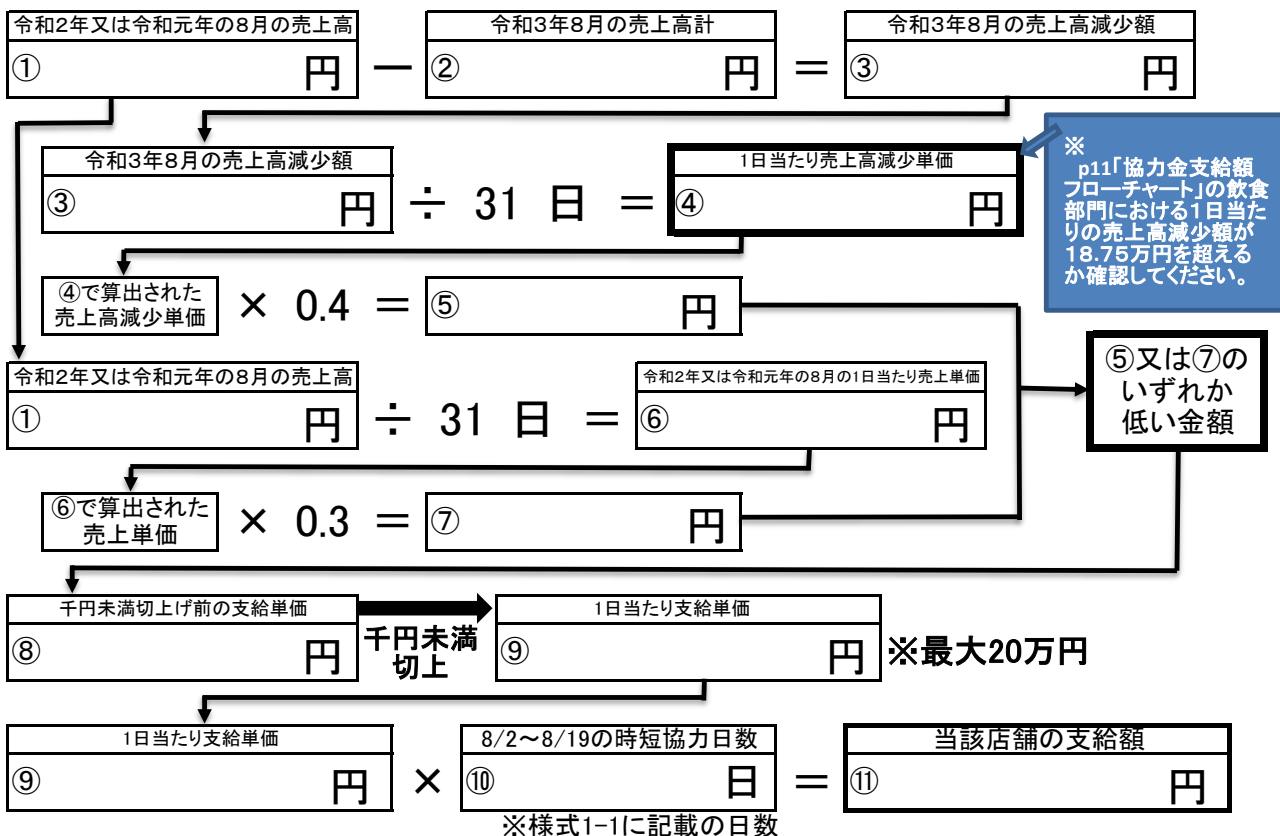 令和2年又は令和元年の8月の売上高
① 円
－
令和3年8月の売上高計
② 円
＝
令和3年8月の売上高減少額
③ 円
令和3年8月の売上高減少額
③ 円
÷ 31 日 ＝
1日当たり売上高減少単価
④ 円
※
p11「協力金支給額
フローチャート」の飲食
部門における1日当た
りの売上高減少額が
18.75万円を超える
か確認してください。
④で算出された
売上高減少単価
× 0.4 ＝
⑤ 円
令和2年又は令和元年の8月の売上高
① 円
÷ 31 日 ＝
令和2年又は令和元年の8月の1日当たり売上単価
⑥ 円
⑤又は⑦の
いずれか
低い金額
⑥で算出された
売上単価
× 0.3 ＝
⑦ 円
千円未満切上げ前の支給単価
⑧ 円
千円未満
切上
1日当たり支給単価
⑨ 円
※最大20万円
1日当たり支給単価
⑨ 円
×
8/2～8/19の時短協力日数
⑩ 日
＝
当該店舗の支給額
⑪ 円
※様式1-1に記載の日数